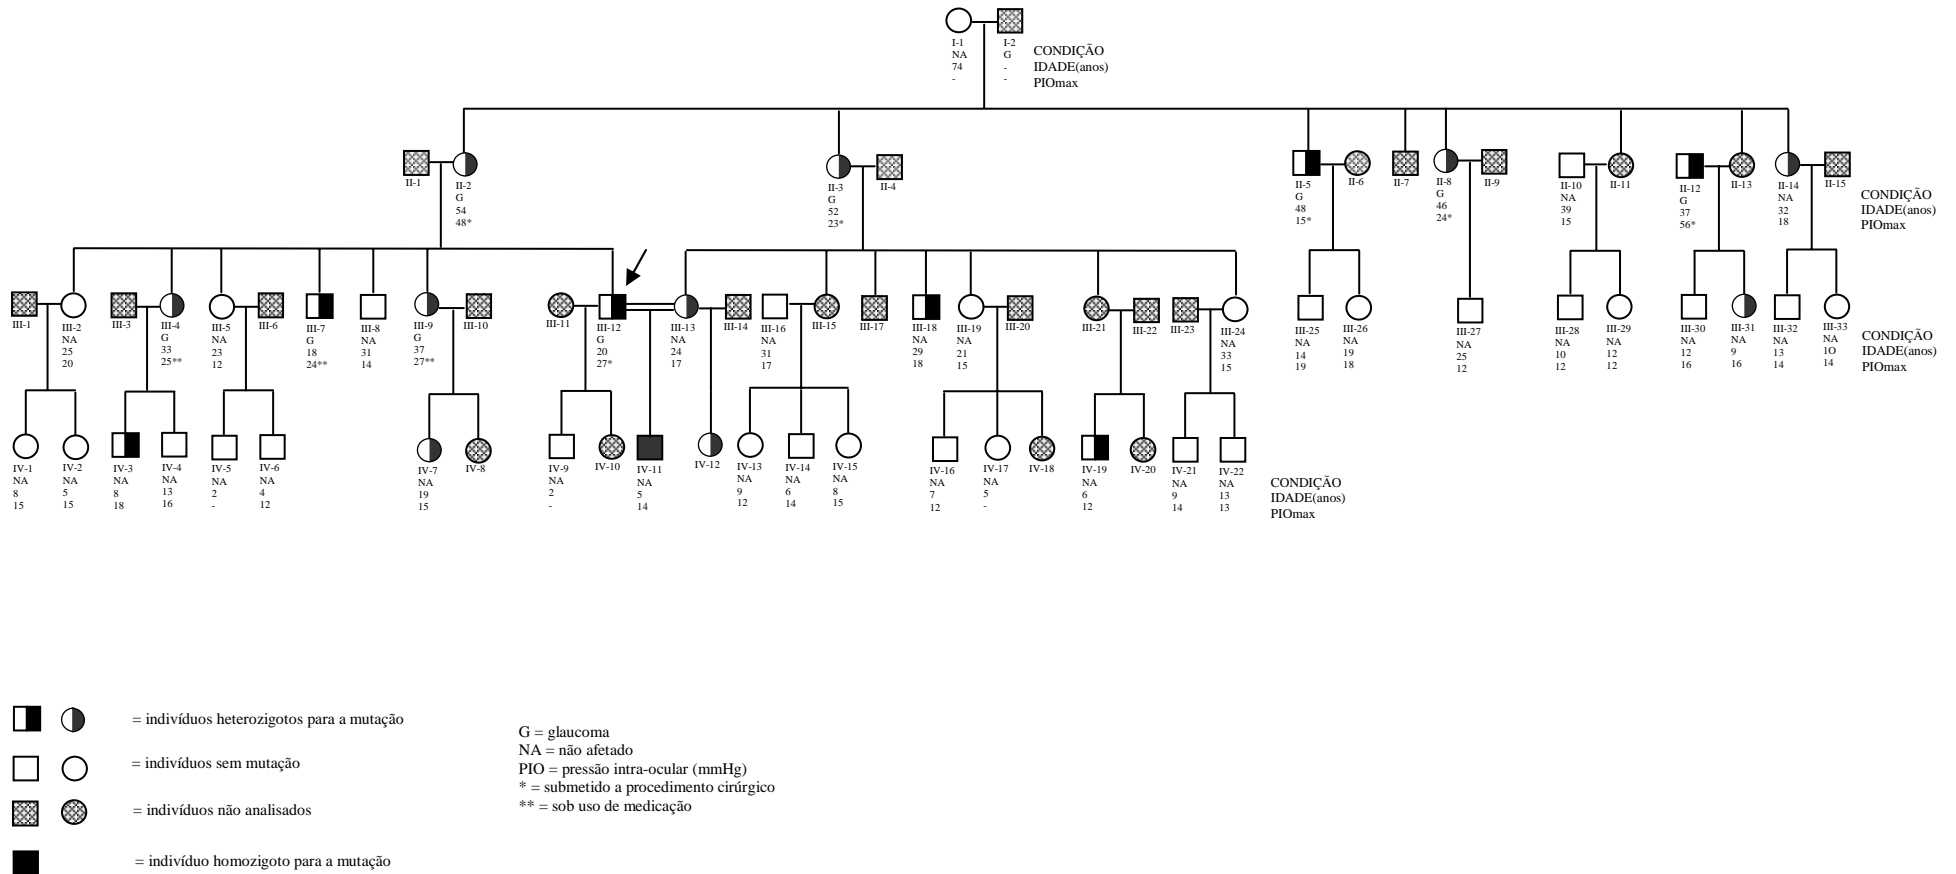 I-1
NA
74
-
I-2
G
-
-
CONDIÇÃO
IDADE(anos)
PIOmax
II-1
II-2
G
54
48*
II-3
G
52
23*
II-4
II-5
G
48
15*
II-6
II-7
II-8
G
46
24*
II-9
II-10
NA
39
15
II-11
II-12
G
37
56*
II-13
II-14
NA
32
18
II-15
CONDIÇÃO
IDADE(anos)
PIOmax
III-1
III-2
NA
25
20
III-3
III-4
G
33
25**
III-5
NA
23
12
III-6
III-7
G
18
24**
III-8
NA
31
14
III-9
G
37
27**
III-10
III-11
III-12
G
20
27*
III-13
NA
24
17
III-14
III-16
NA
31
17
III-15
III-17
III-18
NA
29
18
III-19
NA
21
15
III-20
III-21
III-22
III-23
III-24
NA
33
15
III-25
NA
14
19
III-26
NA
19
18
III-27
NA
25
12
III-28
NA
10
12
III-29
NA
12
12
III-30
NA
12
16
III-31
NA
9
16
III-32
NA
13
14
III-33
NA
1O
14
CONDIÇÃO
IDADE(anos)
PIOmax
IV-1
NA
8
15
IV-2
NA
5
15
IV-3
NA
8
18
IV-4
NA
13
16
IV-5
NA
2
-
IV-6
NA
4
12
IV-7
NA
19
15
IV-8
IV-9
NA
2
-
IV-10
IV-11
NA
5
14
IV-12
IV-13
NA
9
12
IV-14
NA
6
14
IV-15
NA
8
15
IV-16
NA
7
12
IV-17
NA
5
-
IV-18
IV-19
NA
6
12
IV-20
IV-21
NA
9
14
IV-22
NA
13
13
CONDIÇÃO
IDADE(anos)
PIOmax
= indivíduos heterozigotos para a mutação
= indivíduos sem mutação
= indivíduos não analisados
= indivíduo homozigoto para a mutação
G = glaucoma
NA = não afetado
PIO = pressão intra-ocular (mmHg)
* = submetido a procedimento cirúrgico
** = sob uso de medicação